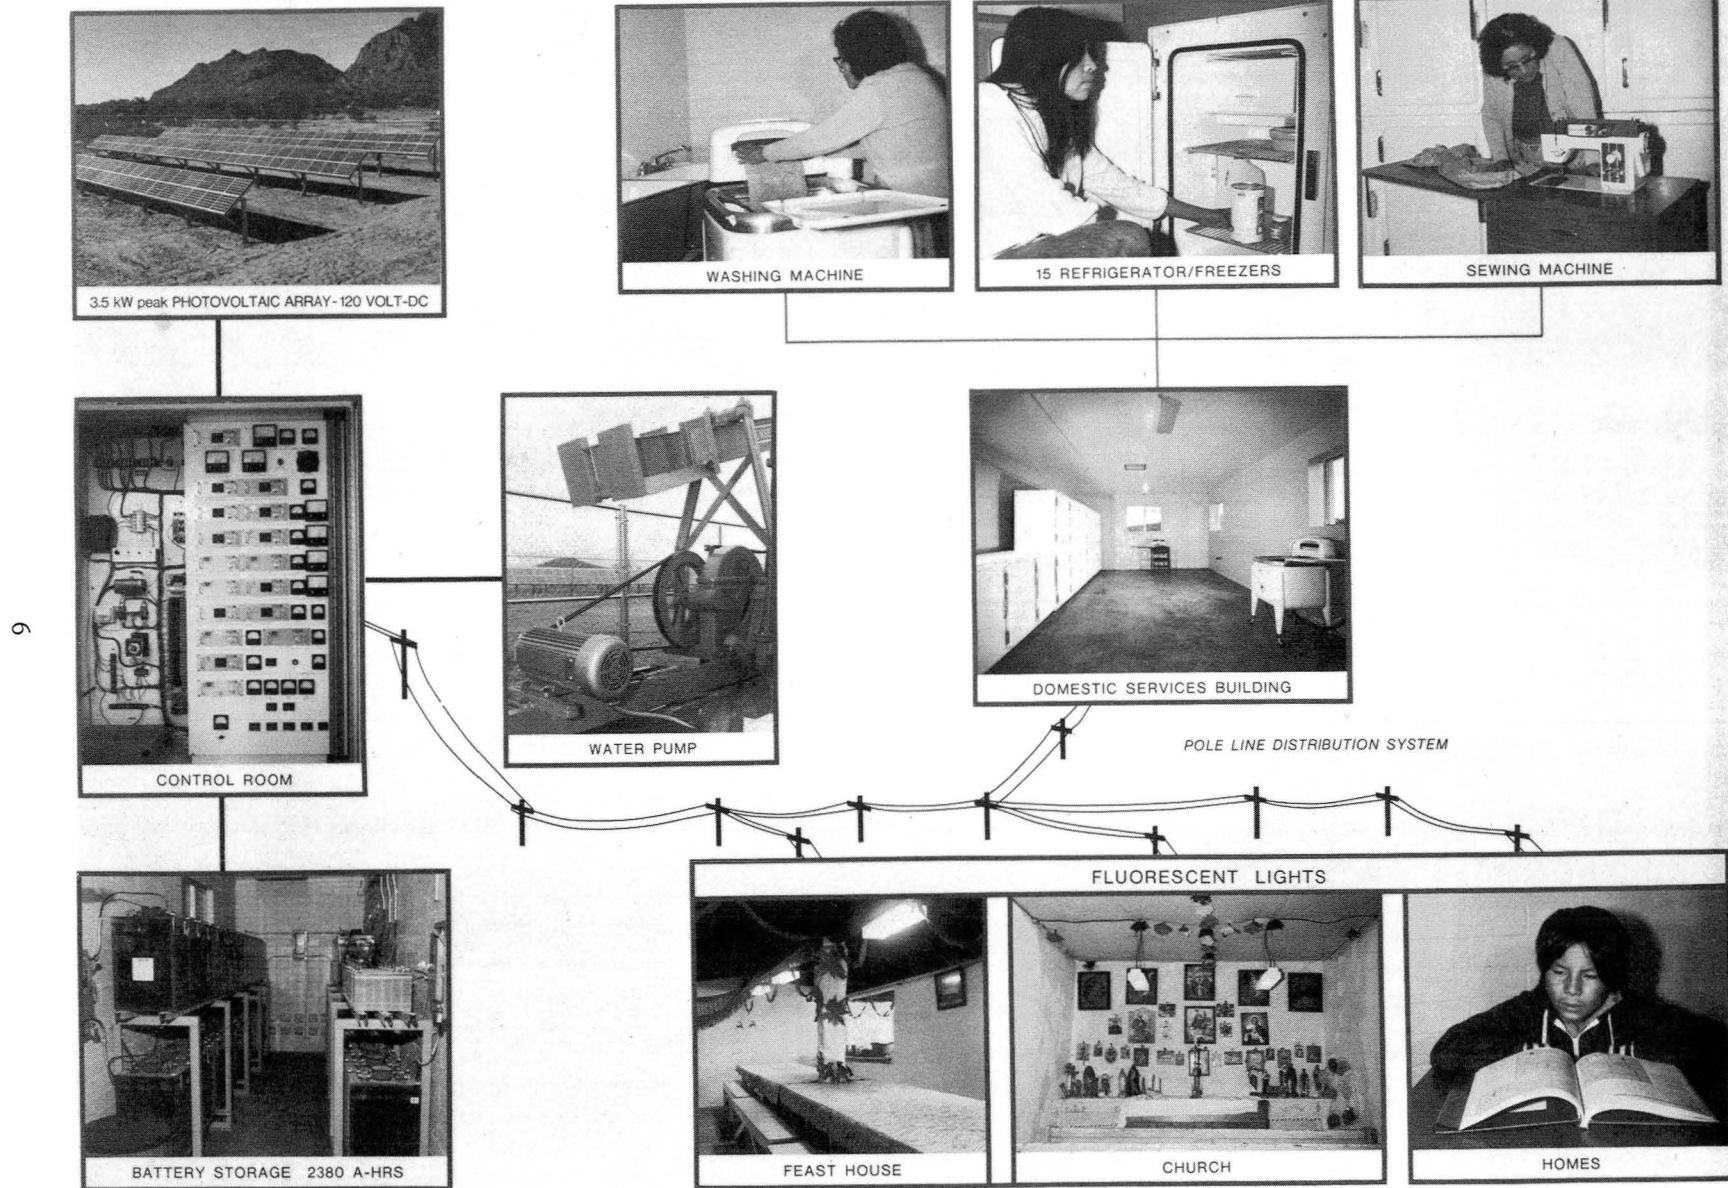 3.5 kW peak PHOTOVOLTAIC ARRAY-120 VOLT-DC
WASHING MACHINE
15 REFRIGERATOR/FREEZERS
SEWING MACHINE
CONTROL ROOM
WATER PUMP
DOMESTIC SERVICES BUILDING
POLE LINE DISTRIBUTION SYSTEM
BATTERY STORAGE 2380 A-HRS
FLUORESCENT LIGHTS
FEAST HOUSE
CHURCH
HOMES
9